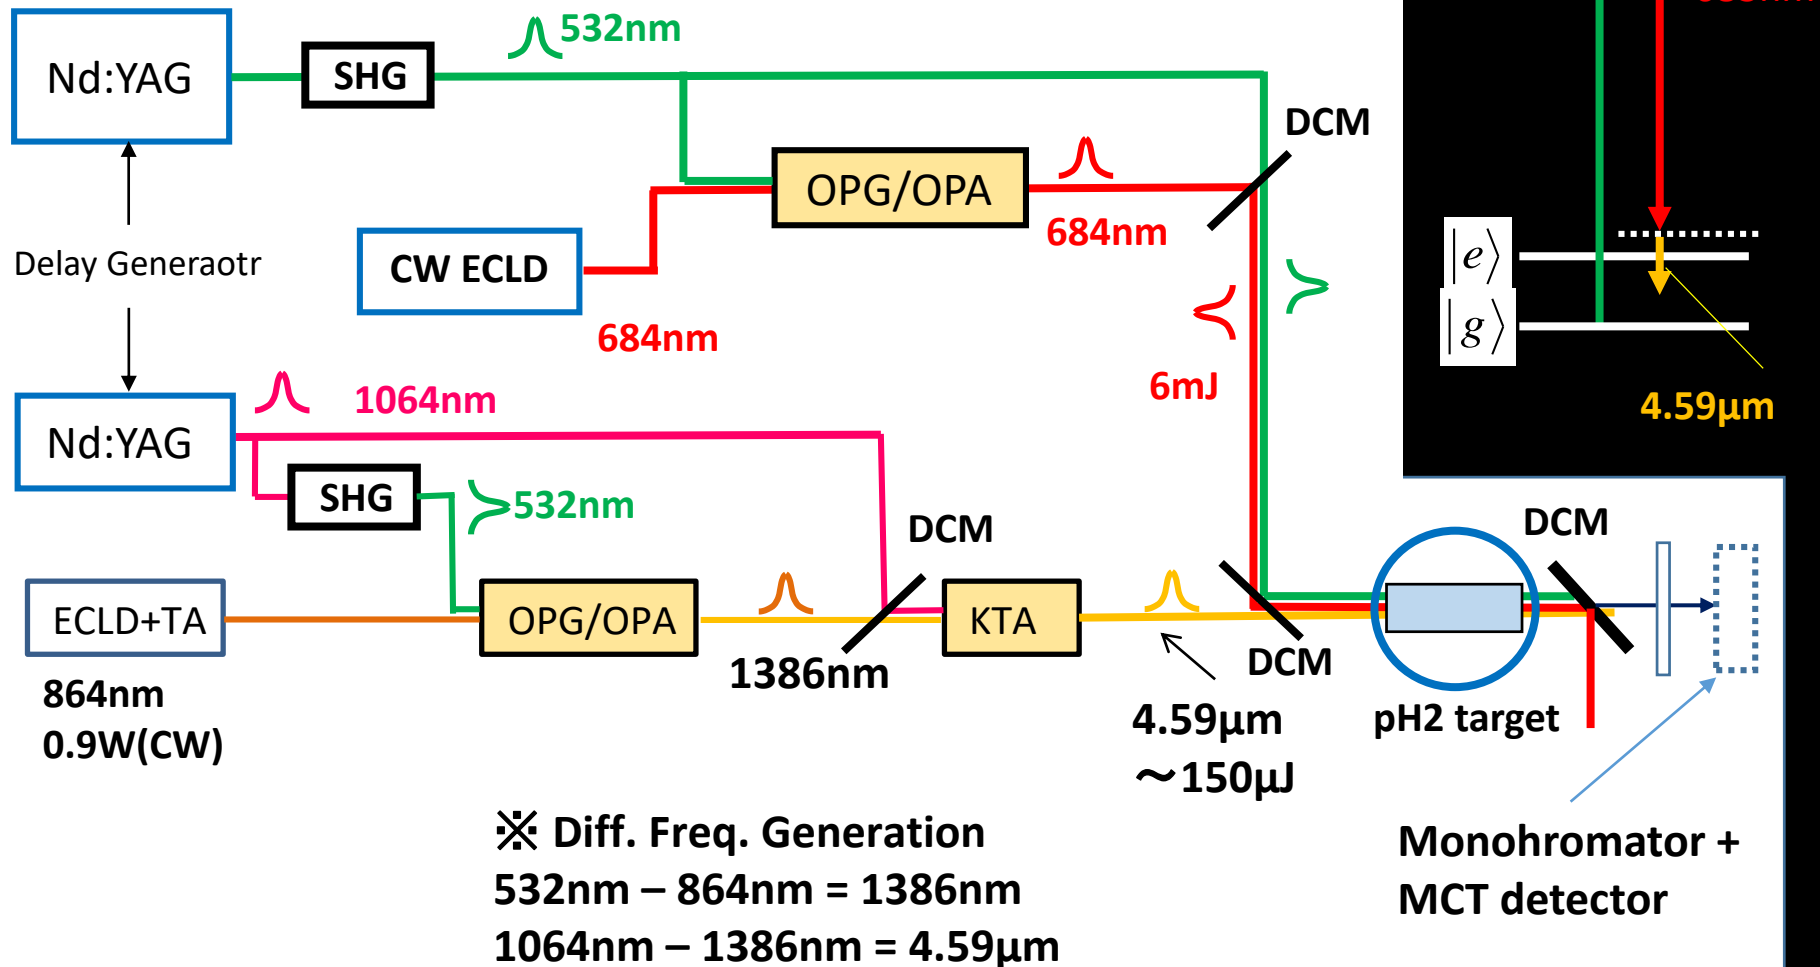 Nd:YAG
SHG
532nm
DCM
OPG/OPA
684nm
CW ECLD
684nm
Delay Generaotr
6mJ
|e⟩
|g⟩
4.59μm
Nd:YAG
1064nm
SHG
532nm
DCM
DCM
ECLD+TA
OPG/OPA
KTA
1386nm
DCM
864nm
0.9W(CW)
4.59μm
～150μJ
pH2 target
※ Diff. Freq. Generation
532nm – 864nm = 1386nm
1064nm – 1386nm = 4.59μm
Monohromator +
MCT detector